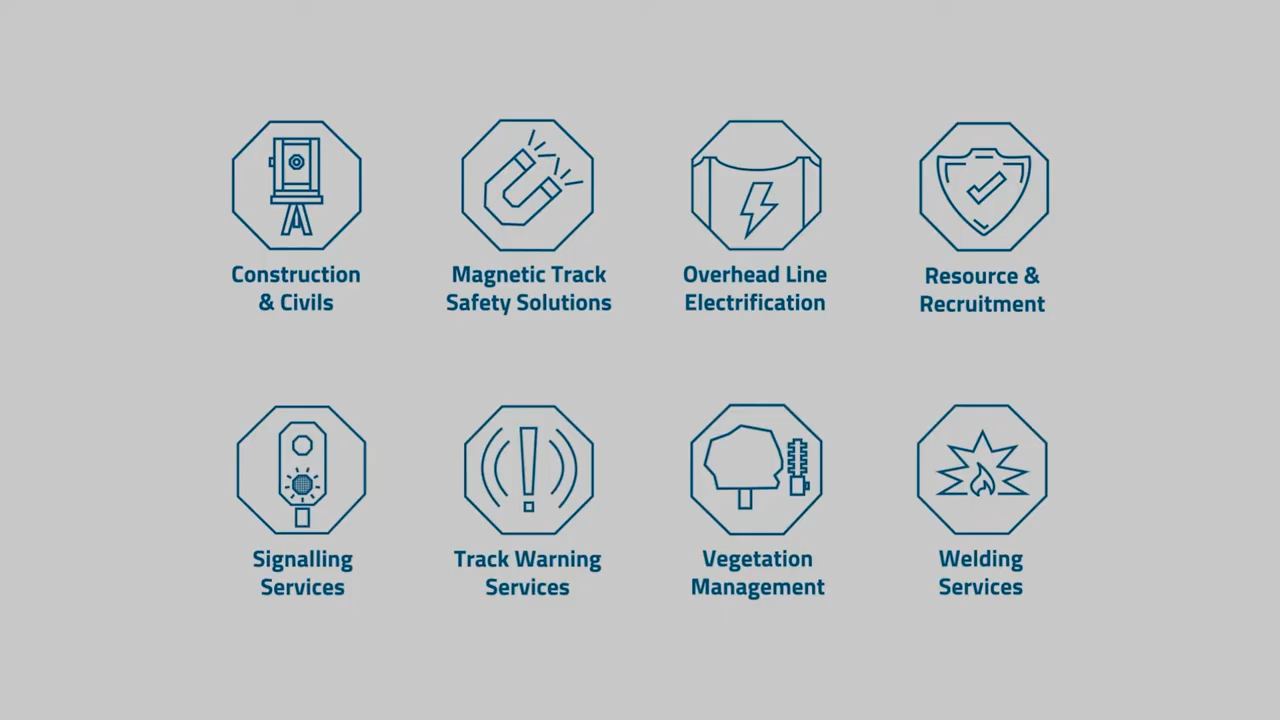 Construction
& Civils
Magnetic Track
Safety Solutions
Overhead Line
Electrification
Resource &
Recruitment
Signalling
Services
Track Warning
Services
Vegetation
Management
Welding
Services